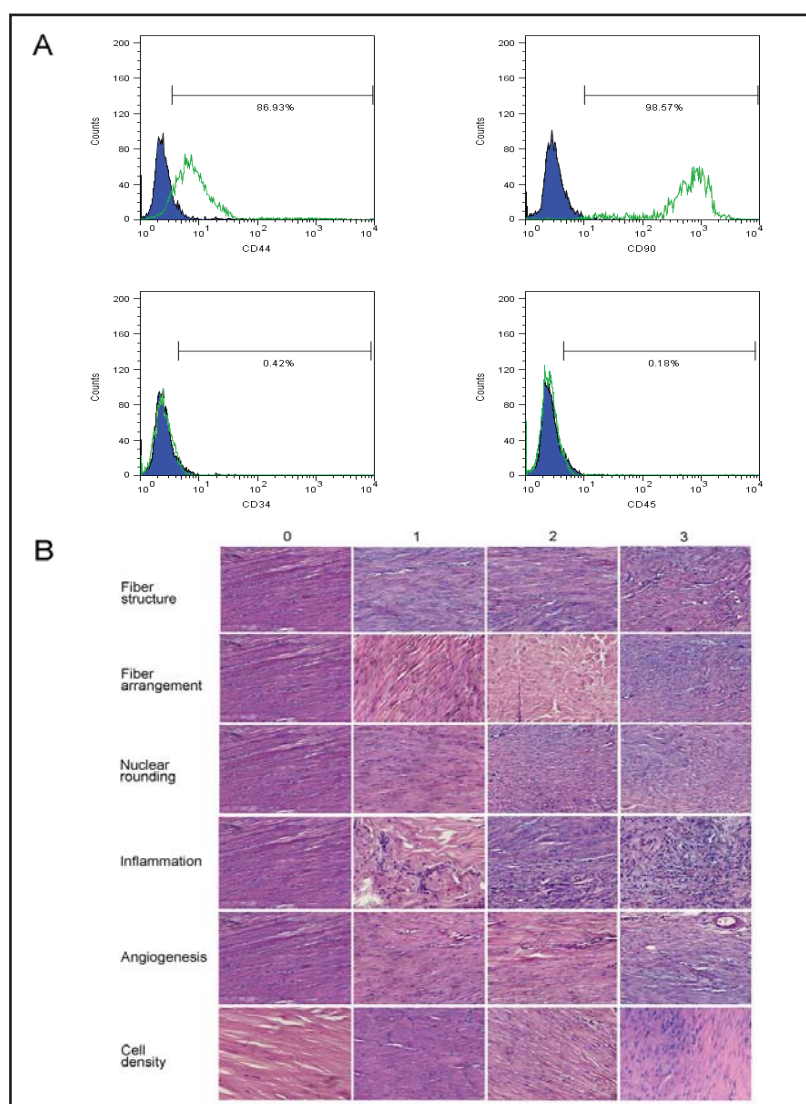 A
200
160
120
80
40
0
Counts
86.93%
10^0 10^1 10^2 10^3 10^4
CD44
200
160
120
80
40
0
Counts
98.57%
10^0 10^1 10^2 10^3 10^4
CD90
200
160
120
80
40
0
Counts
0.42%
10^0 10^1 10^2 10^3 10^4
CD34
200
160
120
80
40
0
Counts
0.18%
10^0 10^1 10^2 10^3 10^4
CD45
B
0 1 2 3
Fiber
structure
Fiber
arrangement
Nuclear
rounding
Inflammation
Angiogenesis
Cell
density